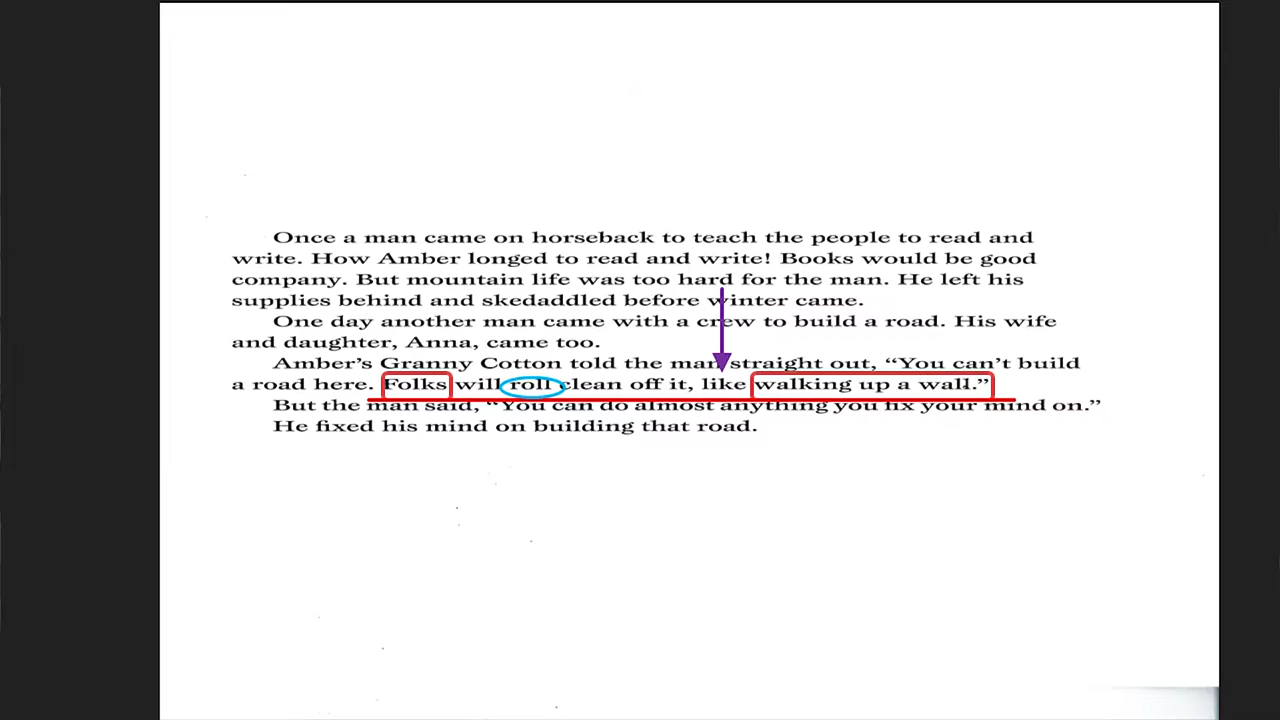 Once a man came on horseback to teach the people to read and
write. How Amber longed to read and write! Books would be good
company. But mountain life was too hard for the man. He left his
supplies behind and skedaddled before winter came.
One day another man came with a crew to build a road. His wife
and daughter, Anna, came too.
Amber's Granny Cotton told the man straight out, “You can't build
a road here. Folks will roll clean off it, like walking up a wall.”
But the man said, “You can do almost anything you fix your mind on.”
He fixed his mind on building that road.